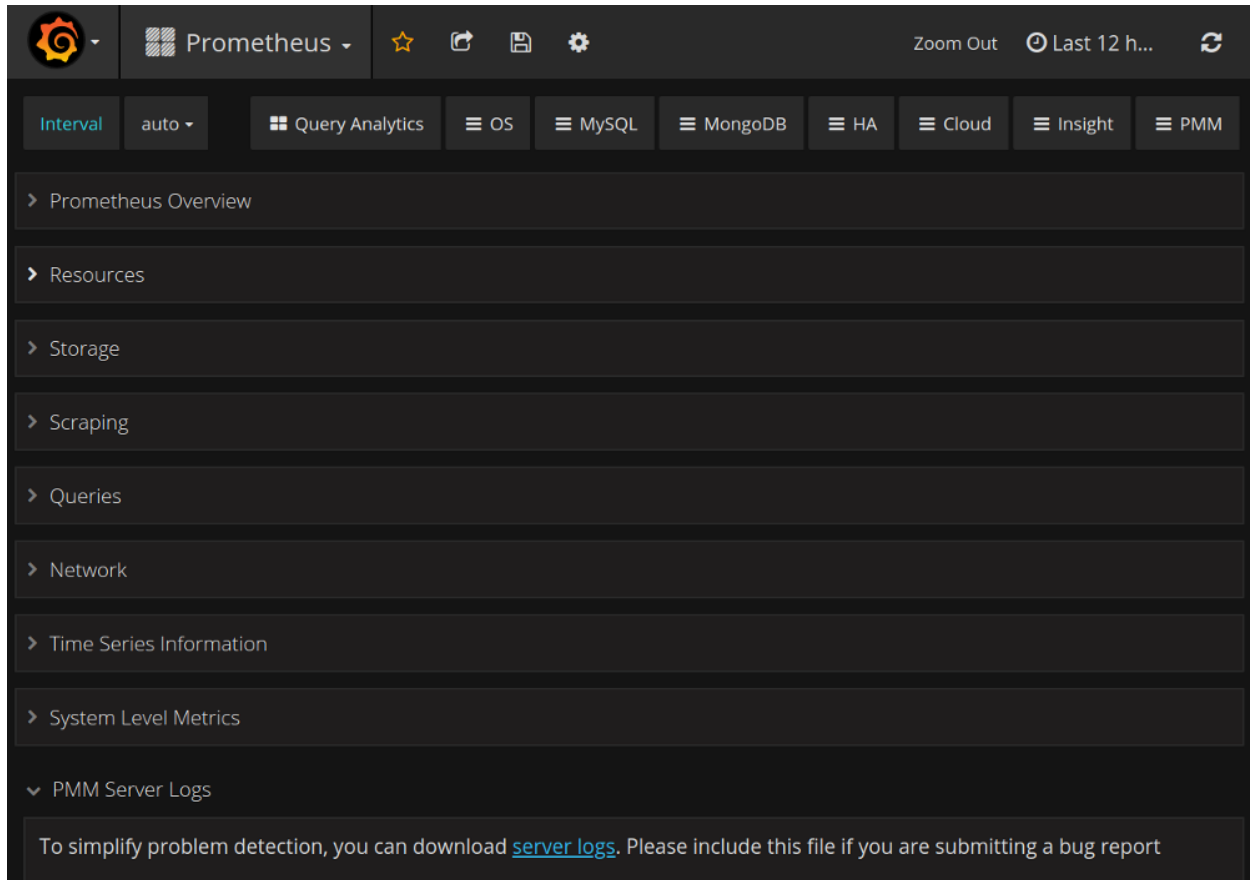 Prometheus Zoom Out Last 12 h...
Interval auto Query Analytics OS MySQL MongoDB HA Cloud Insight PMM
Prometheus Overview
Resources
Storage
Scraping
Queries
Network
Time Series Information
System Level Metrics
PMM Server Logs
To simplify problem detection, you can download server logs. Please include this file if you are submitting a bug report